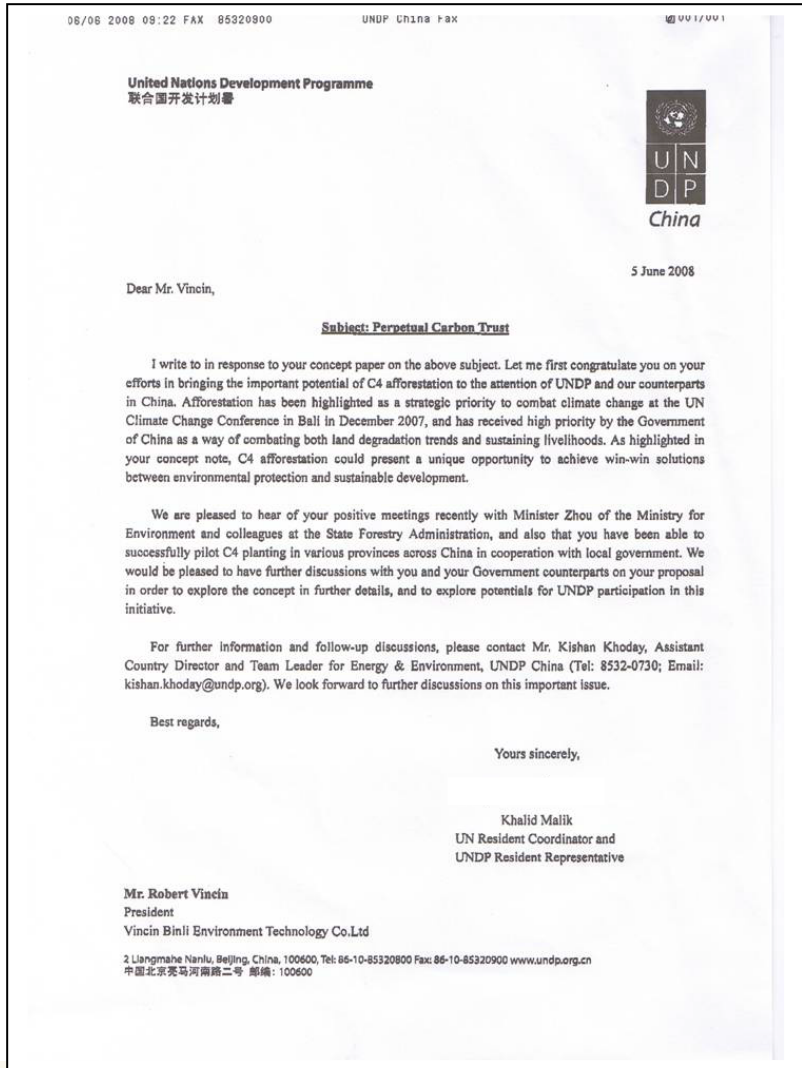 06/06 2008 09:22 FAX 85320900 UNDP China Fax 001/001
United Nations Development Programme
联合国开发计划署
U N
D P
China
5 June 2008
Dear Mr. Vincin,
Subject: Perpetual Carbon Trust
I write to in response to your concept paper on the above subject. Let me first congratulate you on your
efforts in bringing the important potential of C4 afforestation to the attention of UNDP and our counterparts
in China. Afforestation has been highlighted as a strategic priority to combat climate change at the UN
Climate Change Conference in Bali in December 2007, and has received high priority by the Government
of China as a way of combating both land degradation trends and sustaining livelihoods. As highlighted in
your concept note, C4 afforestation could present a unique opportunity to achieve win-win solutions
between environmental protection and sustainable development.
We are pleased to hear of your positive meetings recently with Minister Zhou of the Ministry for
Environment and colleagues at the State Forestry Administration, and also that you have been able to
successfully pilot C4 planting in various provinces across China in cooperation with local government. We
would be pleased to have further discussions with you and your Government counterparts on your proposal
in order to explore the concept in further details, and to explore potentials for UNDP participation in this
initiative.
For further information and follow-up discussions, please contact Mr. Kishan Khoday, Assistant
Country Director and Team Leader for Energy & Environment, UNDP China (Tel: 8532-0730; Email:
kishan.khoday@undp.org). We look forward to further discussions on this important issue.
Best regards,
Yours sincerely,
Khalid Malik
UN Resident Coordinator and
UNDP Resident Representative
Mr. Robert Vincin
President
Vincin Binli Environment Technology Co.Ltd
2 Liangmahe Nanlu, Beijing, China, 100600, Tel: 86-10-85320800 Fax: 86-10-85320900 www.undp.org.cn
中国北京亮马河南路二号 邮编: 100600